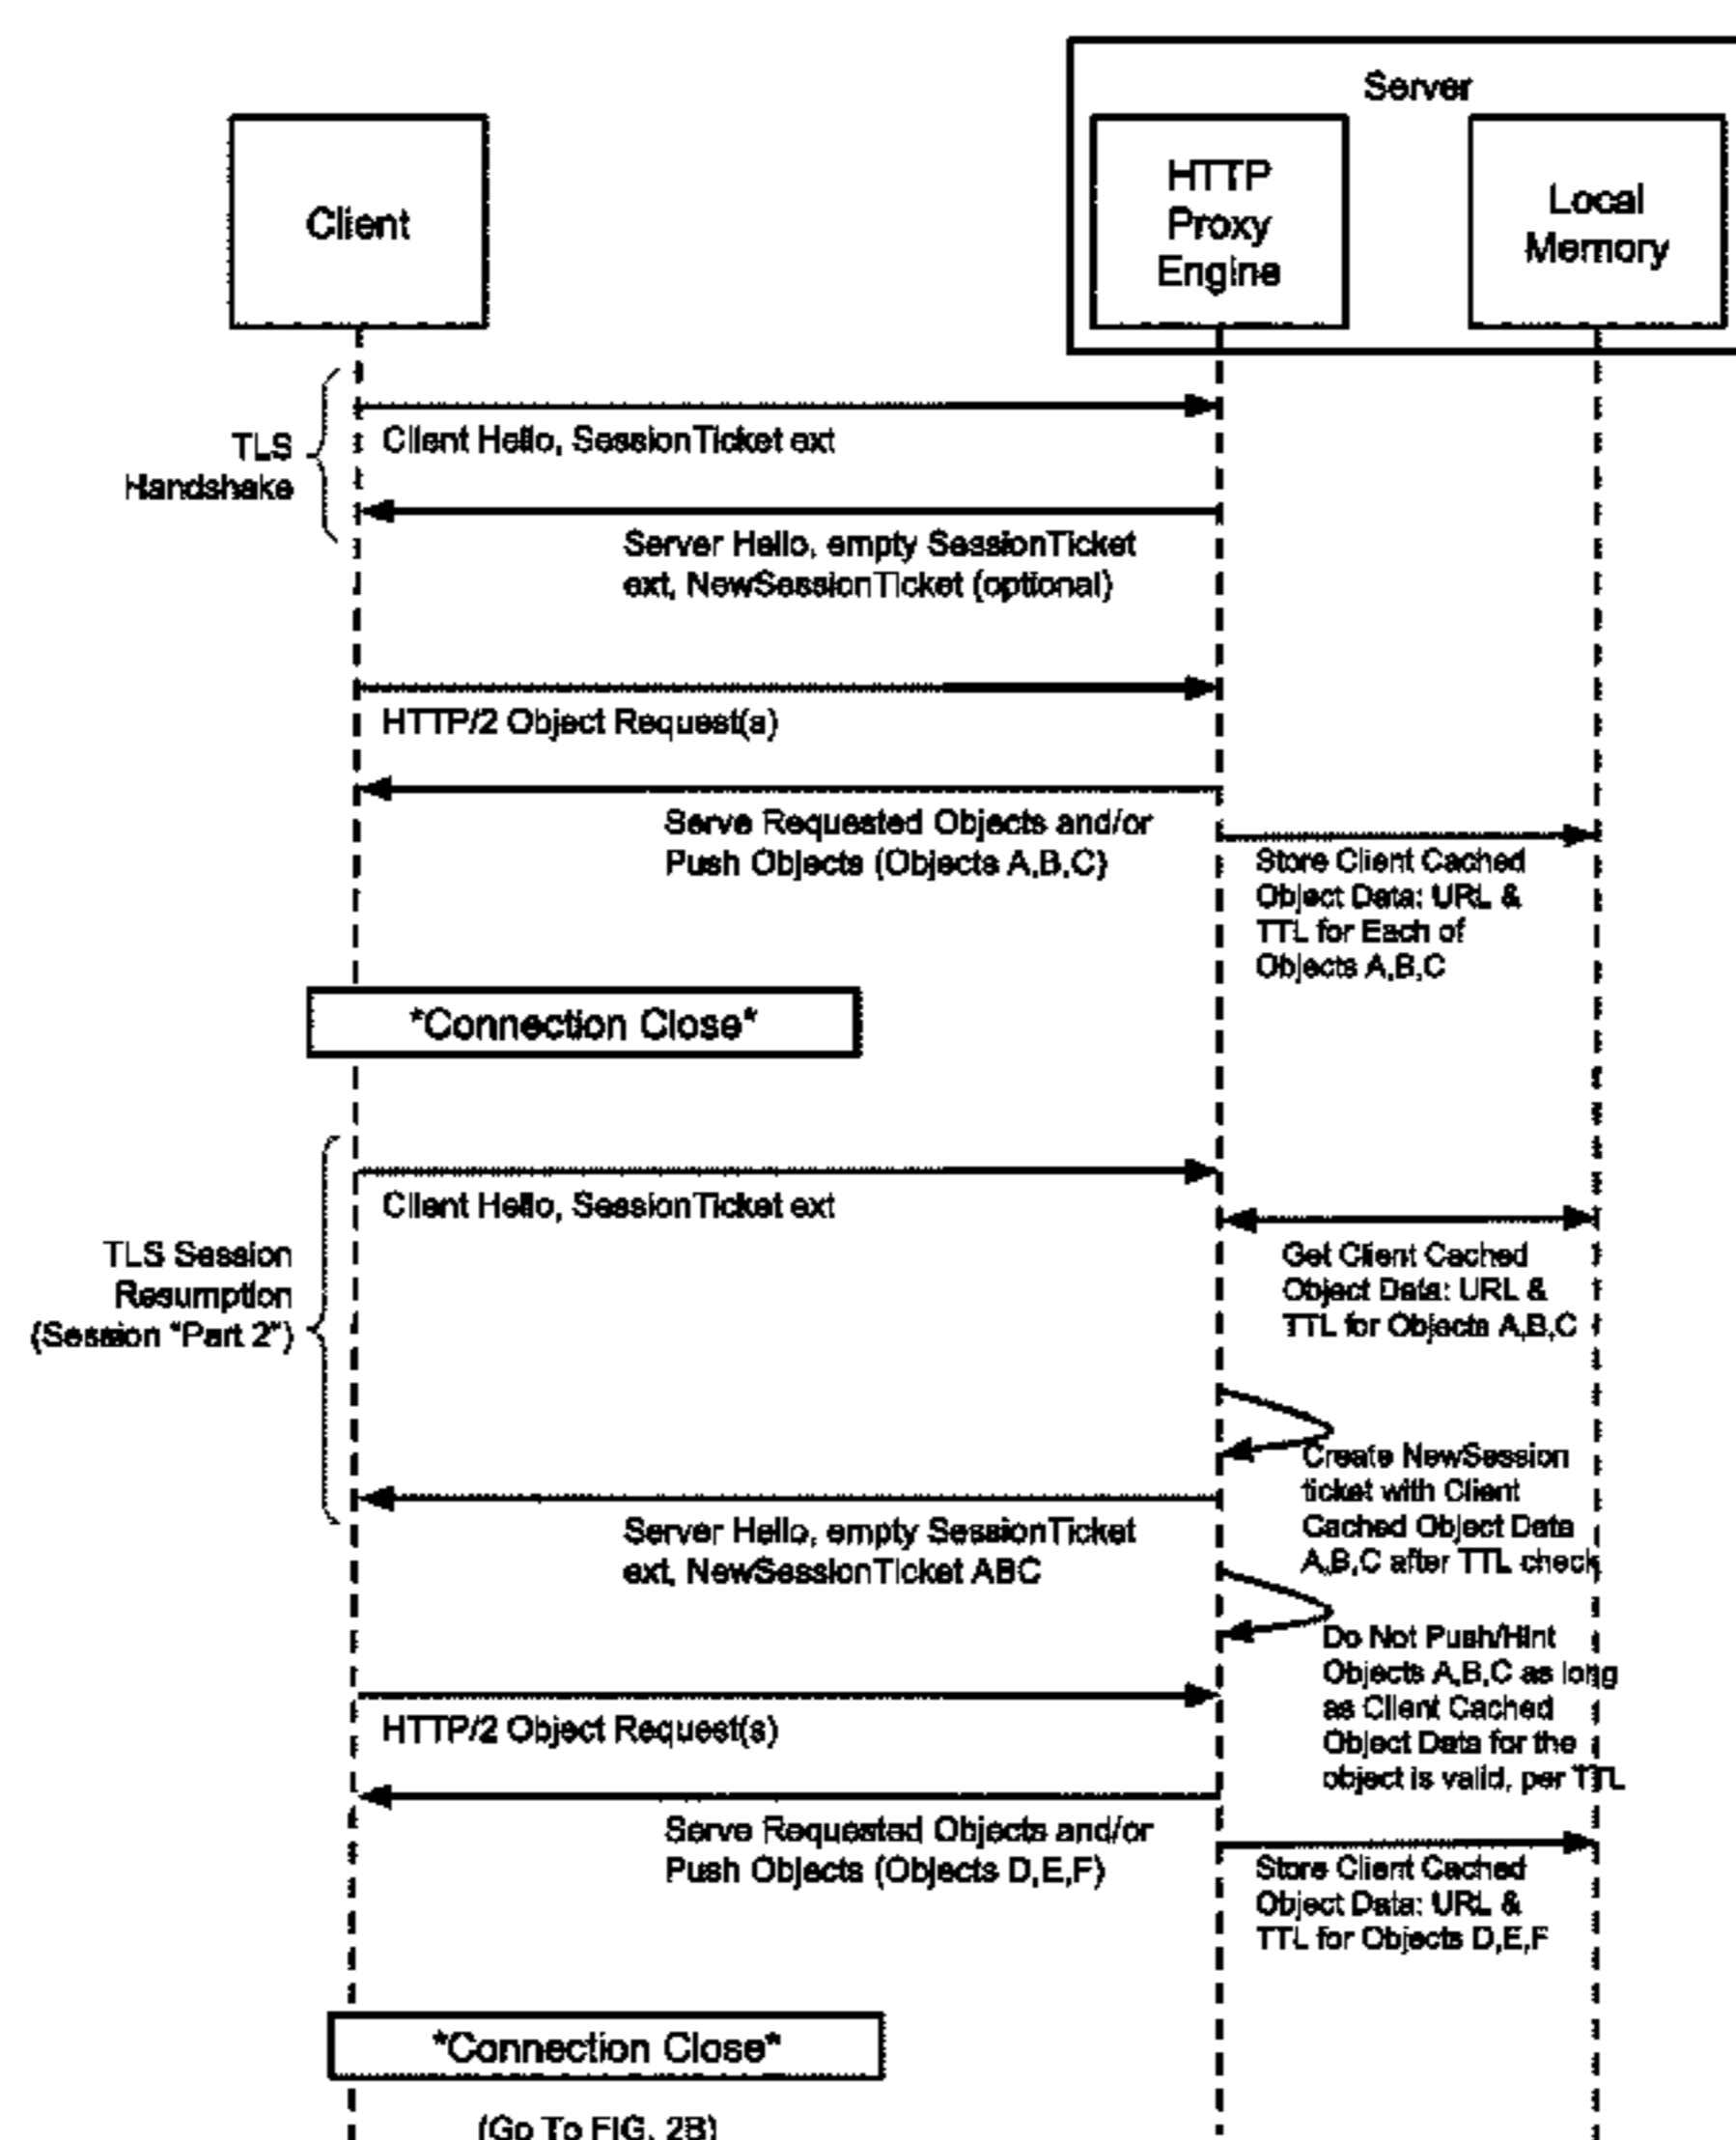 Server
Client
HTTP
Proxy
Engine
Local
Memory
TLS
Handshake
Client Hello, SessionTicket ext
Server Hello, empty SessionTicket
ext, NewSessionTicket (optional)
HTTP/2 Object Request(s)
Serve Requested Objects and/or
Push Objects (Objects A,B,C)
Store Client Cached
Object Data: URL &
TTL for Each of
Objects A,B,C
*Connection Close*
TLS Session
Resumption
(Session "Part 2")
Client Hello, SessionTicket ext
Get Client Cached
Object Data: URL &
TTL for Objects A,B,C
Create NewSession
ticket with Client
Cached Object Data
A,B,C after TTL check
Server Hello, empty SessionTicket
ext, NewSessionTicket ABC
Do Not Push/Hint
Objects A,B,C as long
as Client Cached
Object Data for the
object is valid, per TTL
HTTP/2 Object Request(s)
Serve Requested Objects and/or
Push Objects (Objects D,E,F)
Store Client Cached
Object Data: URL &
TTL for Objects D,E,F
*Connection Close*
(Go To FIG. 2B)